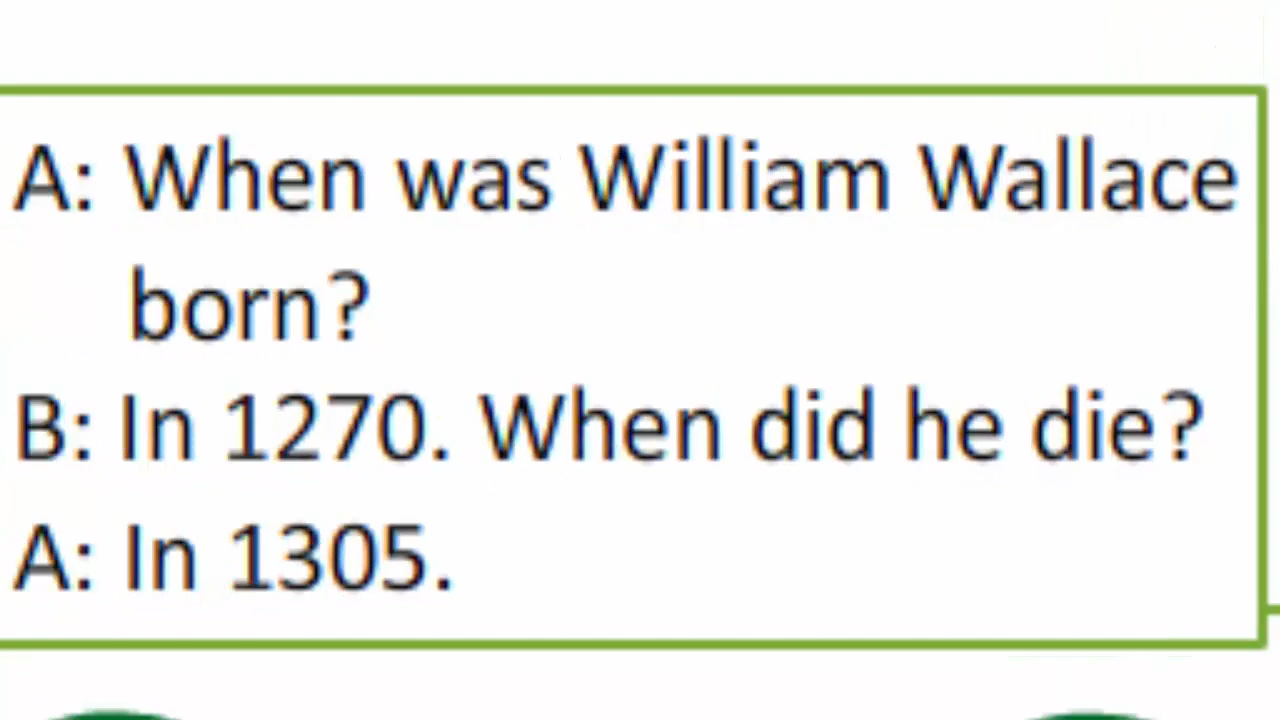 A: When was William Wallace
born?
B: In 1270. When did he die?
A: In 1305.